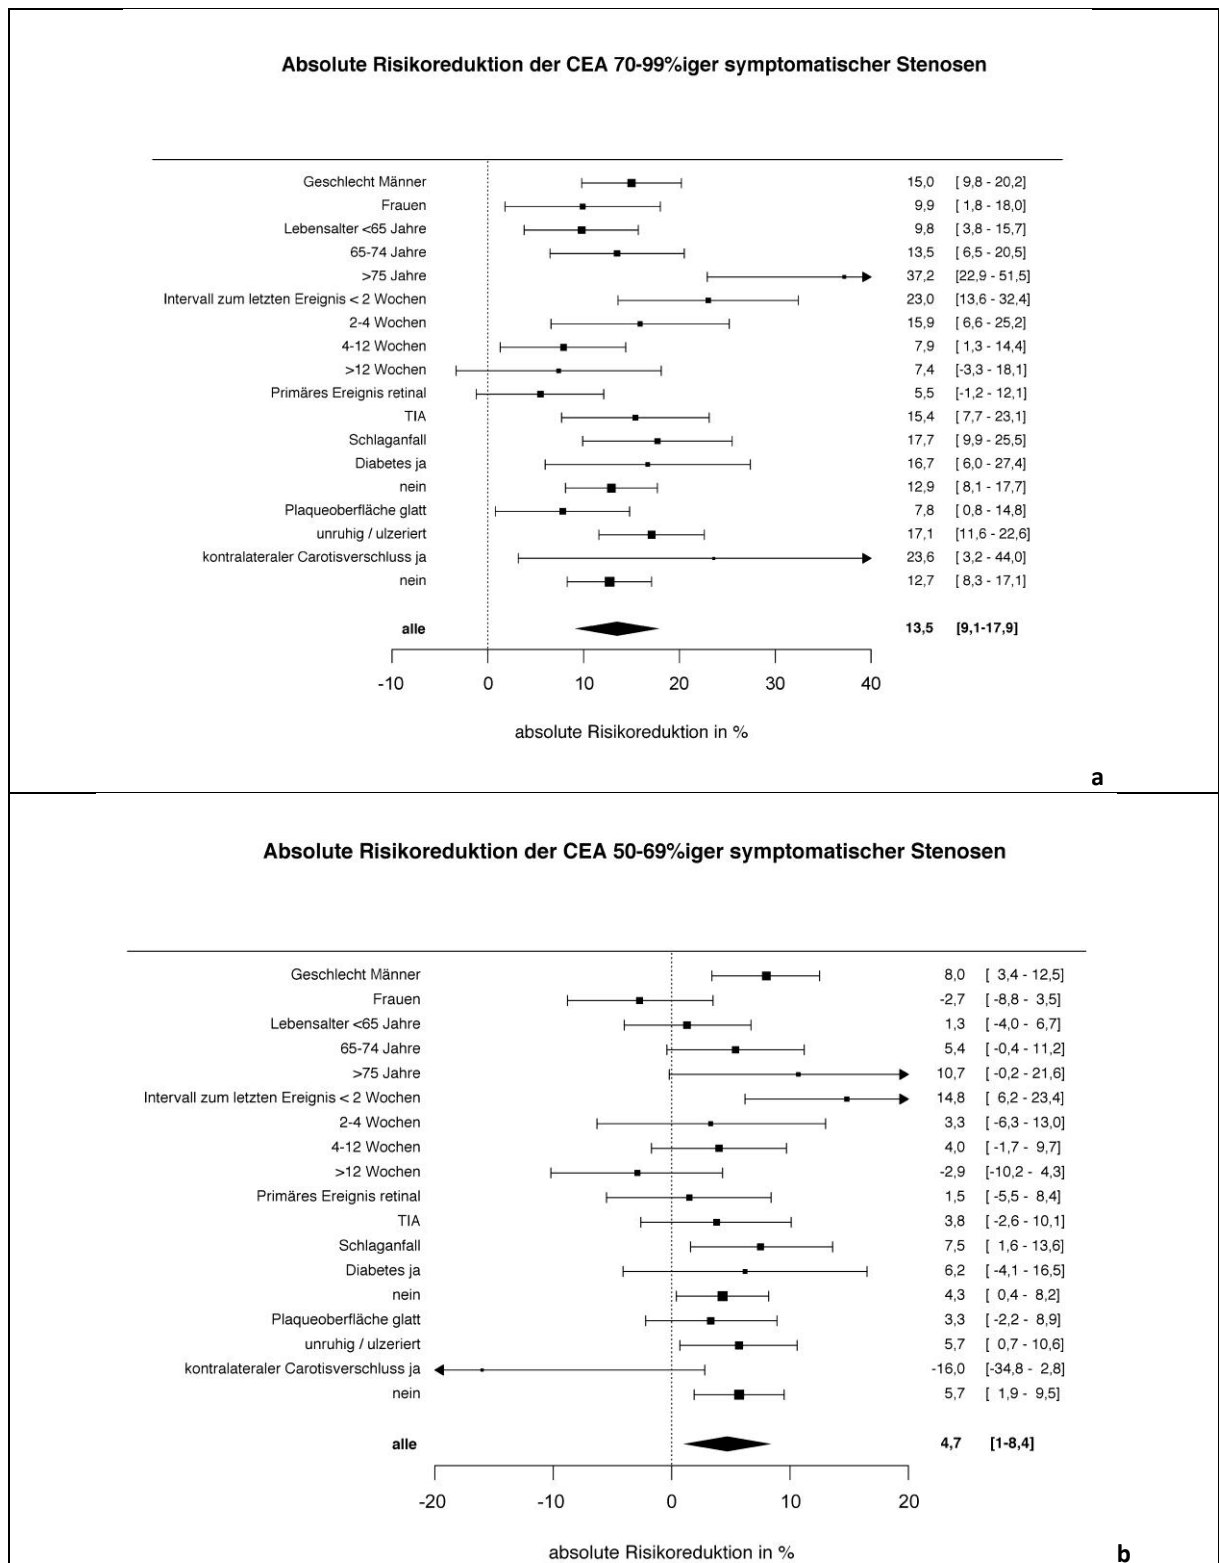 Absolute Risikoreduktion der CEA 70-99%iger symptomatischer Stenosen
Geschlecht Männer 15,0 [ 9,8 - 20,2]
Frauen 9,9 [ 1,8 - 18,0]
Lebensalter <65 Jahre 9,8 [ 3,8 - 15,7]
65-74 Jahre 13,5 [ 6,5 - 20,5]
>75 Jahre 37,2 [22,9 - 51,5]
Intervall zum letzten Ereignis < 2 Wochen 23,0 [13,6 - 32,4]
2-4 Wochen 15,9 [ 6,6 - 25,2]
4-12 Wochen 7,9 [ 1,3 - 14,4]
>12 Wochen 7,4 [-3,3 - 18,1]
Primäres Ereignis retinal 5,5 [-1,2 - 12,1]
TIA 15,4 [ 7,7 - 23,1]
Schlaganfall 17,7 [ 9,9 - 25,5]
Diabetes ja 16,7 [ 6,0 - 27,4]
nein 12,9 [ 8,1 - 17,7]
Plaqueoberfläche glatt 7,8 [ 0,8 - 14,8]
unruhig / ulzeriert 17,1 [11,6 - 22,6]
kontralateraler Carotisverschluss ja 23,6 [ 3,2 - 44,0]
nein 12,7 [ 8,3 - 17,1]
alle 13,5 [9,1-17,9]
-10 0 10 20 30 40
absolute Risikoreduktion in %
a
Absolute Risikoreduktion der CEA 50-69%iger symptomatischer Stenosen
Geschlecht Männer 8,0 [ 3,4 - 12,5]
Frauen -2,7 [-8,8 - 3,5]
Lebensalter <65 Jahre 1,3 [-4,0 - 6,7]
65-74 Jahre 5,4 [ -0,4 - 11,2]
>75 Jahre 10,7 [ -0,2 - 21,6]
Intervall zum letzten Ereignis < 2 Wochen 14,8 [ 6,2 - 23,4]
2-4 Wochen 3,3 [ -6,3 - 13,0]
4-12 Wochen 4,0 [ -1,7 - 9,7]
>12 Wochen -2,9 [-10,2 - 4,3]
Primäres Ereignis retinal 1,5 [ -5,5 - 8,4]
TIA 3,8 [ -2,6 - 10,1]
Schlaganfall 7,5 [ 1,6 - 13,6]
Diabetes ja 6,2 [ -4,1 - 16,5]
nein 4,3 [ 0,4 - 8,2]
Plaqueoberfläche glatt 3,3 [ -2,2 - 8,9]
unruhig / ulzeriert 5,7 [ 0,7 - 10,6]
kontralateraler Carotisverschluss ja -16,0 [-34,8 - 2,8]
nein 5,7 [ 1,9 - 9,5]
alle 4,7 [1-8,4]
-20 -10 0 10 20
absolute Risikoreduktion in %
b